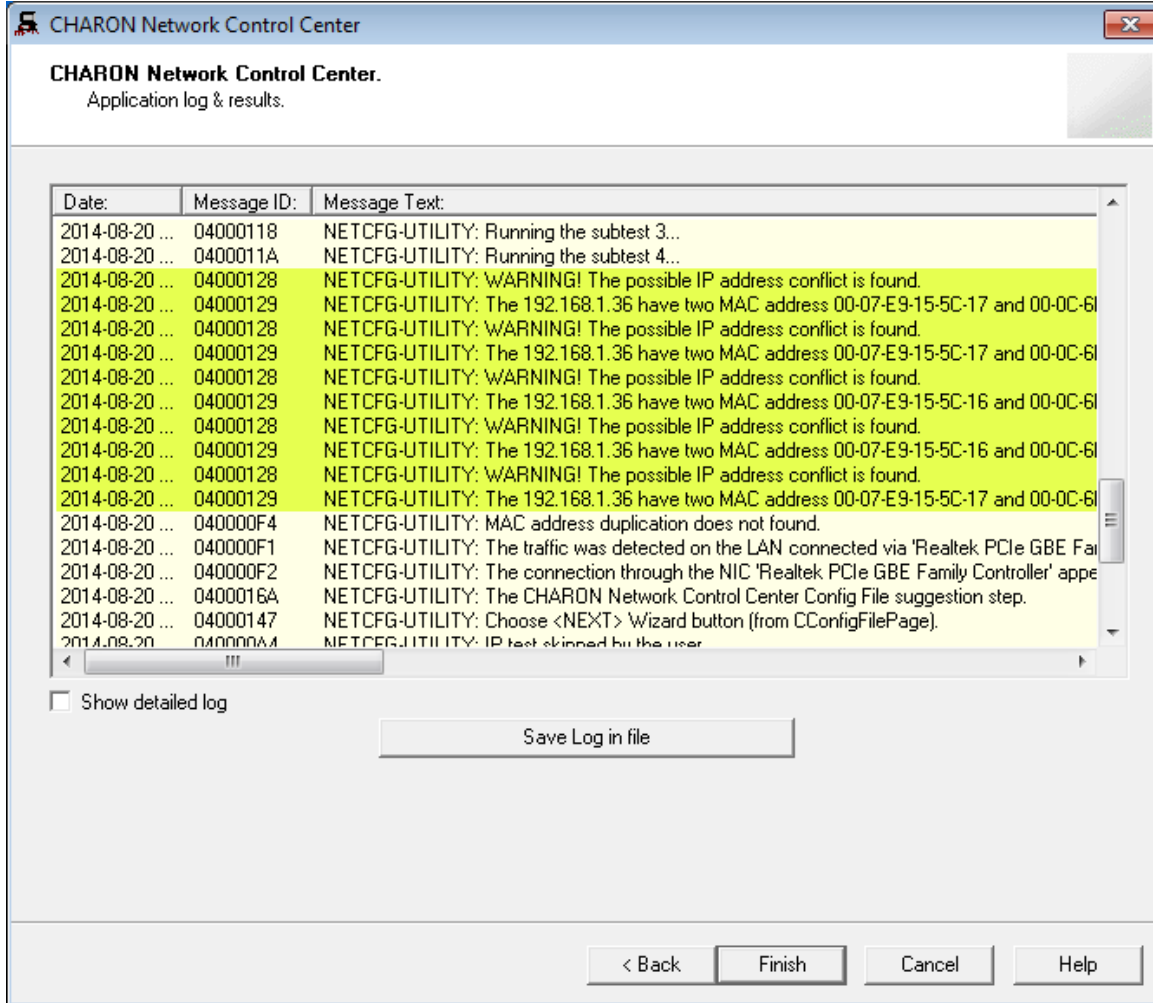 CHARON Network Control Center
CHARON Network Control Center.
Application log & results.
Date: Message ID: Message Text:
2014-08-20 ... 04000118 NETCFG-UTILITY: Running the subtest 3...
2014-08-20 ... 0400011A NETCFG-UTILITY: Running the subtest 4...
2014-08-20 ... 04000128 NETCFG-UTILITY: WARNING! The possible IP address conflict is found.
2014-08-20 ... 04000129 NETCFG-UTILITY: The 192.168.1.36 have two MAC address 00-07-E9-15-5C-17 and 00-0C-6
2014-08-20 ... 04000128 NETCFG-UTILITY: WARNING! The possible IP address conflict is found.
2014-08-20 ... 04000129 NETCFG-UTILITY: The 192.168.1.36 have two MAC address 00-07-E9-15-5C-17 and 00-0C-6
2014-08-20 ... 04000128 NETCFG-UTILITY: WARNING! The possible IP address conflict is found.
2014-08-20 ... 04000129 NETCFG-UTILITY: The 192.168.1.36 have two MAC address 00-07-E9-15-5C-16 and 00-0C-6
2014-08-20 ... 04000128 NETCFG-UTILITY: WARNING! The possible IP address conflict is found.
2014-08-20 ... 04000129 NETCFG-UTILITY: The 192.168.1.36 have two MAC address 00-07-E9-15-5C-16 and 00-0C-6
2014-08-20 ... 04000128 NETCFG-UTILITY: WARNING! The possible IP address conflict is found.
2014-08-20 ... 04000129 NETCFG-UTILITY: The 192.168.1.36 have two MAC address 00-07-E9-15-5C-17 and 00-0C-6
2014-08-20 ... 040000F4 NETCFG-UTILITY: MAC address duplication does not found.
2014-08-20 ... 040000F1 NETCFG-UTILITY: The traffic was detected on the LAN connected via 'Realtek PCIe GBE Fa
2014-08-20 ... 040000F2 NETCFG-UTILITY: The connection through the NIC 'Realtek PCIe GBE Family Controller' appe
2014-08-20 ... 0400016A NETCFG-UTILITY: The CHARON Network Control Center Config File suggestion step.
2014-08-20 ... 04000147 NETCFG-UTILITY: Choose <NEXT> Wizard button (from CConfigFilePage).
2014-08-20 040000A4 NETCFG-UTILITY: IP test skipped by the user
Show detailed log
Save Log in file
< Back Finish Cancel Help